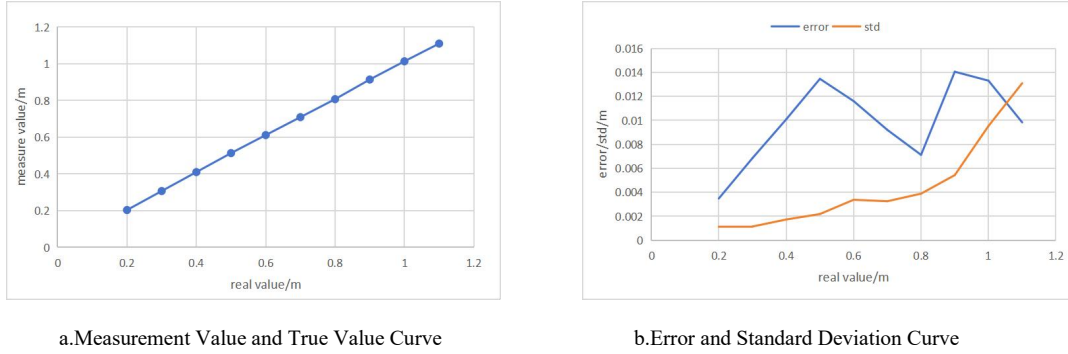 1.2
1
0.8
0.6
0.4
0.2
0
0 0.2 0.4 0.6 0.8 1 1.2
measure value/m
real value/m
a.Measurement Value and True Value Curve
error std
0.016
0.014
0.012
0.01
0.008
0.006
0.004
0.002
0
0 0.2 0.4 0.6 0.8 1 1.2
error/std/m
real value/m
b.Error and Standard Deviation Curve